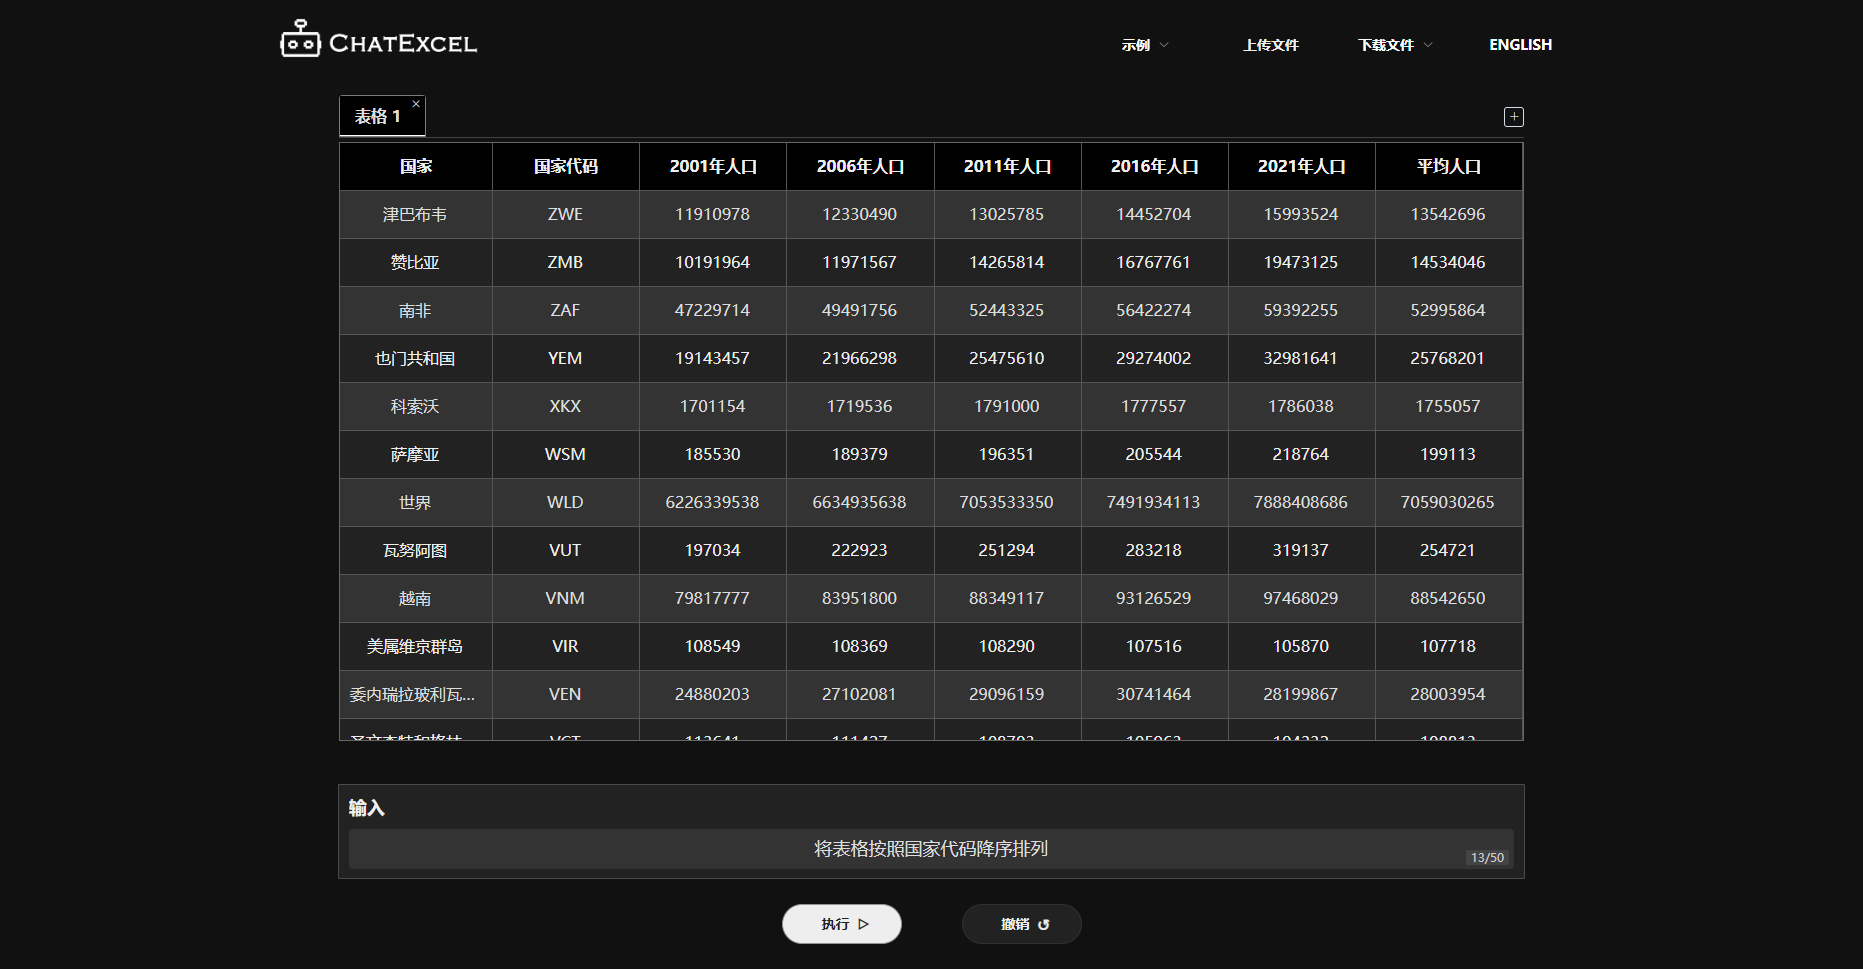 CHATEXCEL
示例 上传文件 下载文件 ENGLISH
表格 1
国家 国家代码 2001年人口 2006年人口 2011年人口 2016年人口 2021年人口 平均人口
津巴布韦 ZWE 11910978 12330490 13025785 14452704 15993524 13542696
赞比亚 ZMB 10191964 11971567 14265814 16767761 19473125 14534046
南非 ZAF 47229714 49491756 52443325 56422274 59392255 52995864
也门共和国 YEM 19143457 21966298 25475610 29274002 32981641 25768201
科索沃 XKX 1701154 1719536 1791000 1777557 1786038 1755057
萨摩亚 WSM 185530 189379 196351 205544 218764 199113
世界 WLD 6226339538 6634935638 7053533350 7491934113 7888408686 7059030265
瓦努阿图 VUT 197034 222923 251294 283218 319137 254721
越南 VNM 79817777 83951800 88349117 93126529 97468029 88542650
美属维京群岛 VIR 108549 108369 108290 107516 105870 107718
委内瑞拉玻利瓦... VEN 24880203 27102081 29096159 30741464 28199867 28003954
输入
将表格按照国家代码降序排列
13/50
执行 撤销